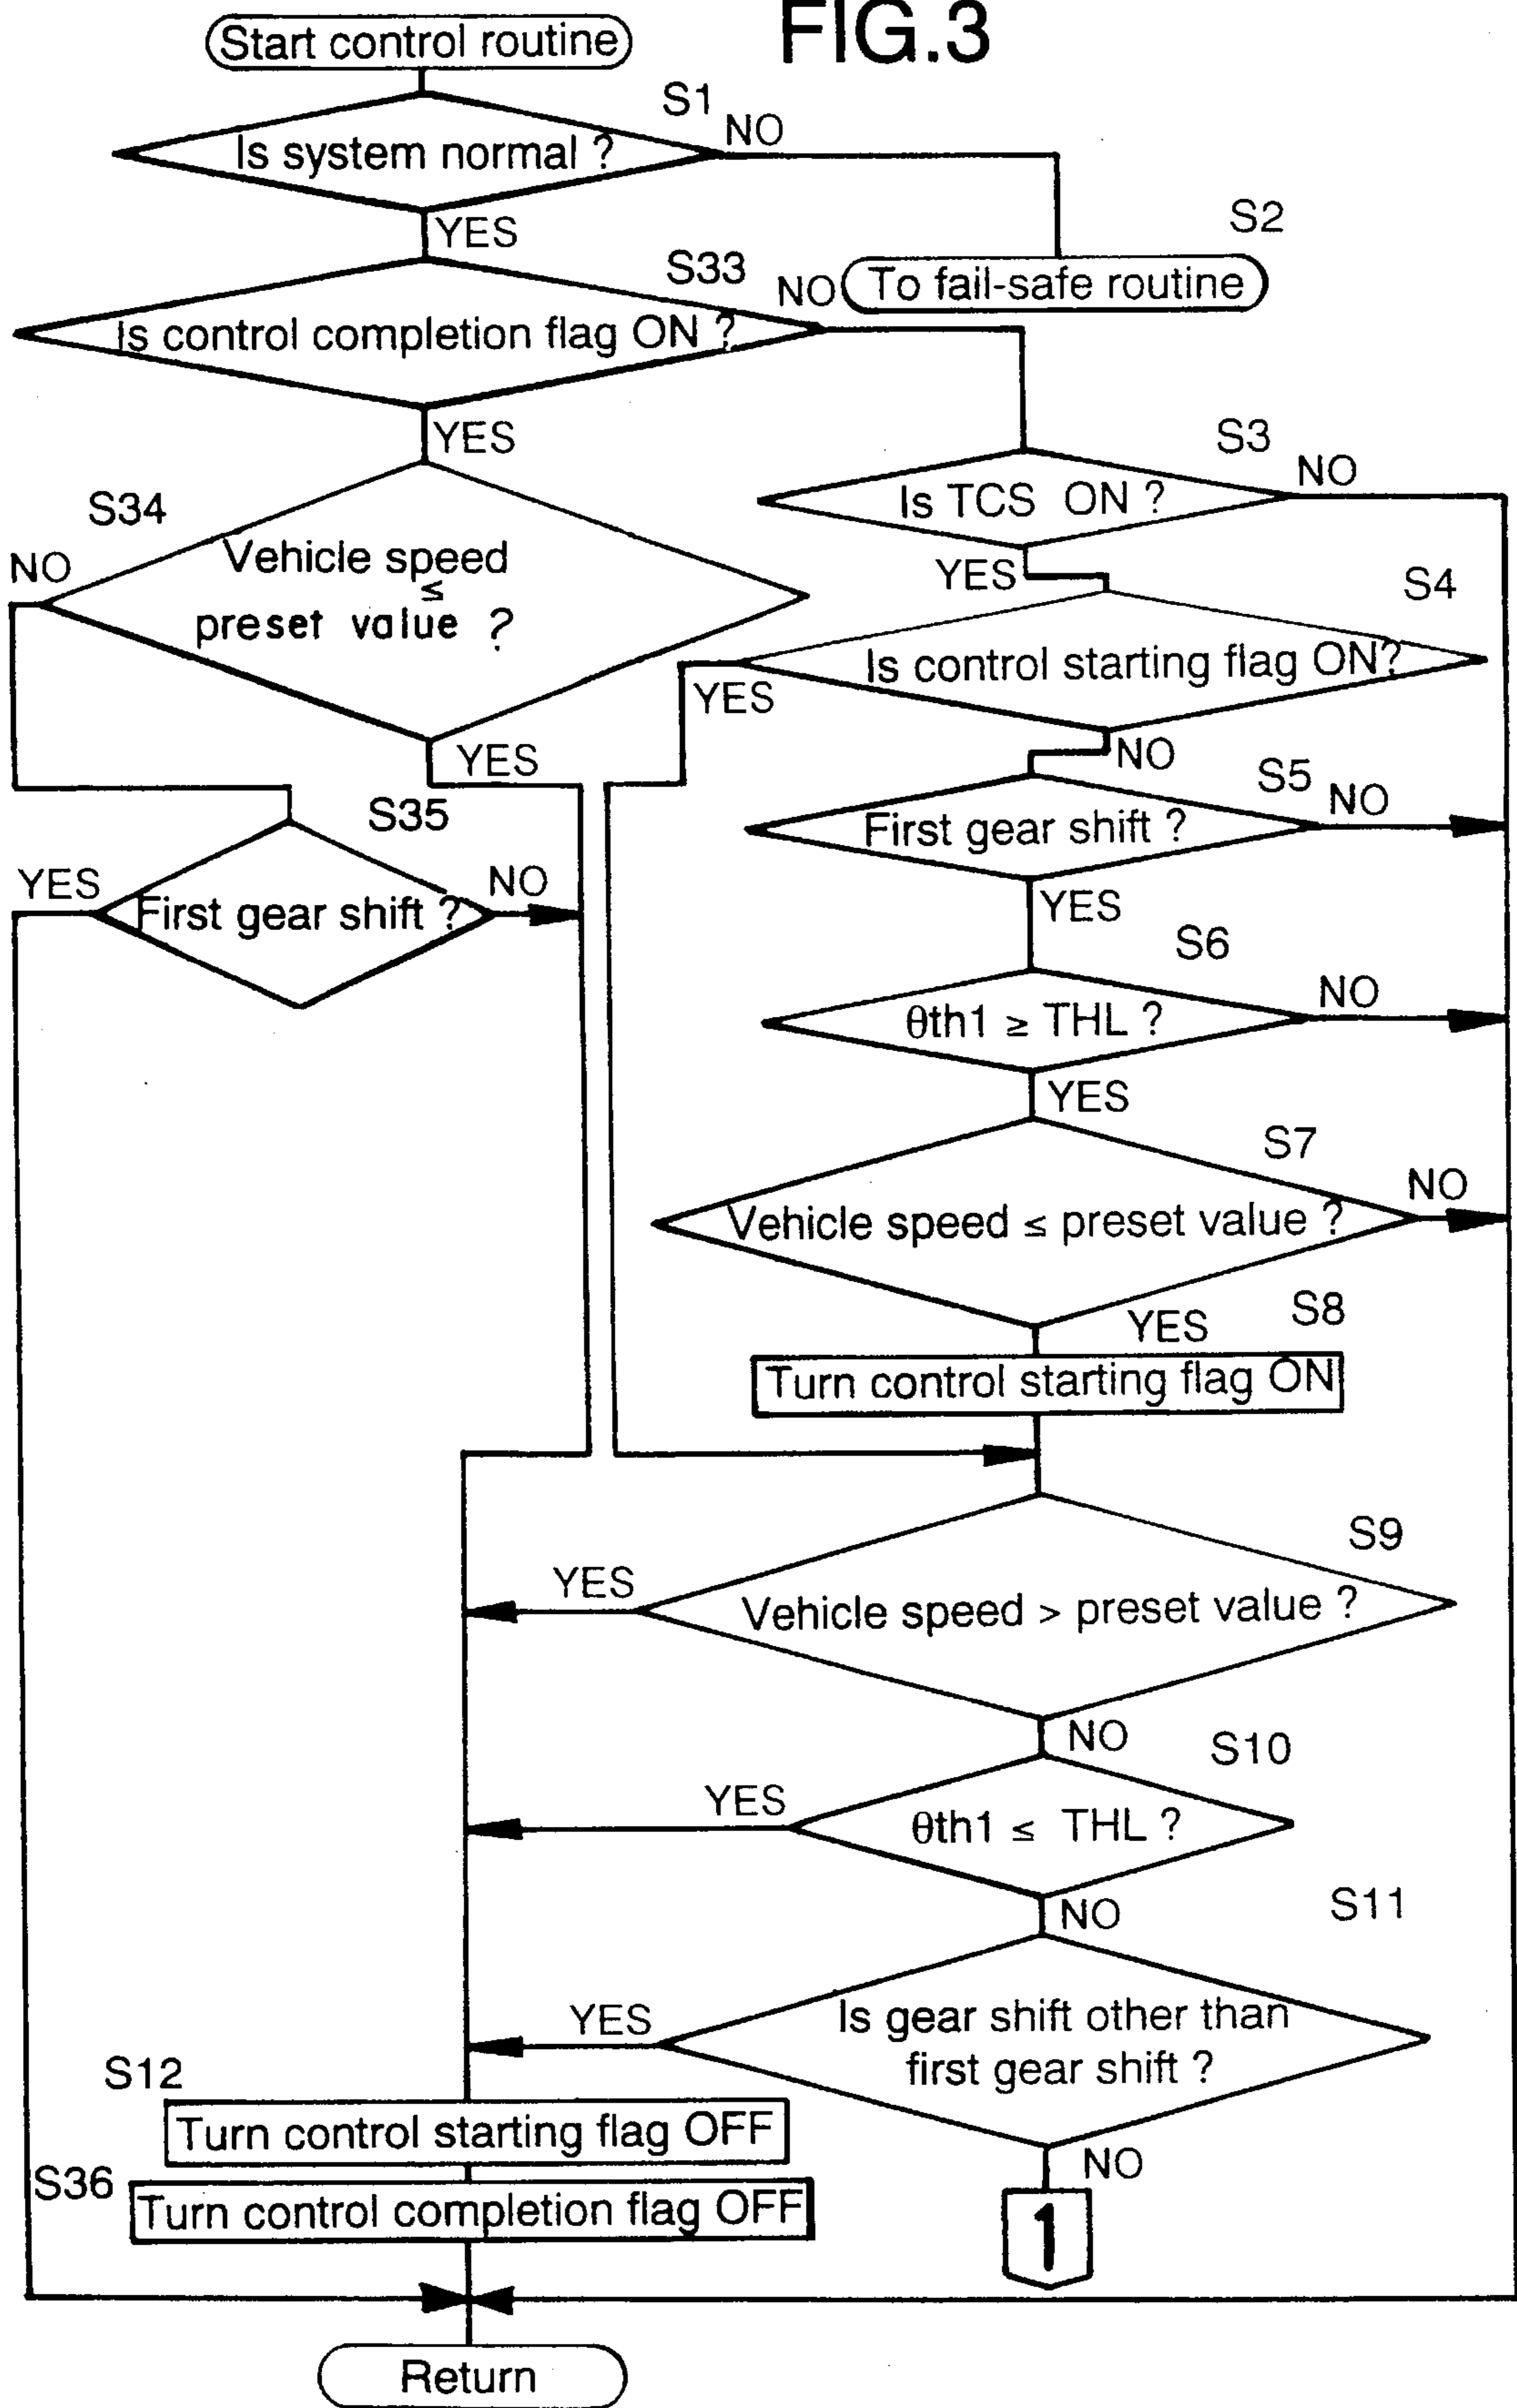 FIG.3
Start control routine
S1
NO
Is system normal ?
YES
S2
To fail-safe routine
S33
NO
Is control completion flag ON ?
YES
S3
NO
Is TCS ON ?
YES
S34
NO
Vehicle speed
≤
preset value ?
YES
S4
Is control starting flag ON?
YES
NO
S35
YES
First gear shift ?
NO
S5
NO
First gear shift ?
YES
S6
NO
θth1 ≥ THL ?
YES
S7
NO
Vehicle speed ≤ preset value ?
YES
S8
Turn control starting flag ON
S9
YES
Vehicle speed > preset value ?
NO
S10
YES
θth1 ≤ THL ?
NO
S11
YES
Is gear shift other than
first gear shift ?
NO
1
S12
Turn control starting flag OFF
S36
Turn control completion flag OFF
Return